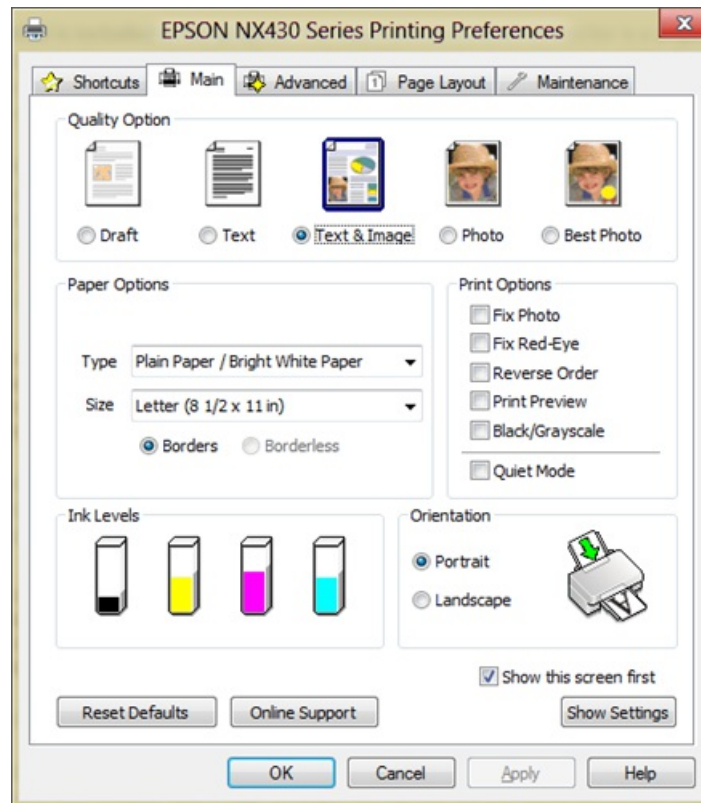 EPSON NX430 Series Printing Preferences
Shortcuts Main Advanced 1 Page Layout Maintenance
Quality Option
Draft Text Text & Image Photo Best Photo
Paper Options
Type Plain Paper / Bright White Paper
Size Letter (8 1/2 x 11 in)
Borders Borderless
Print Options
Fix Photo
Fix Red-Eye
Reverse Order
Print Preview
Black/Grayscale
Quiet Mode
Ink Levels
Orientation
Portrait
Landscape
Show this screen first
Reset Defaults Online Support Show Settings
OK Cancel Apply Help